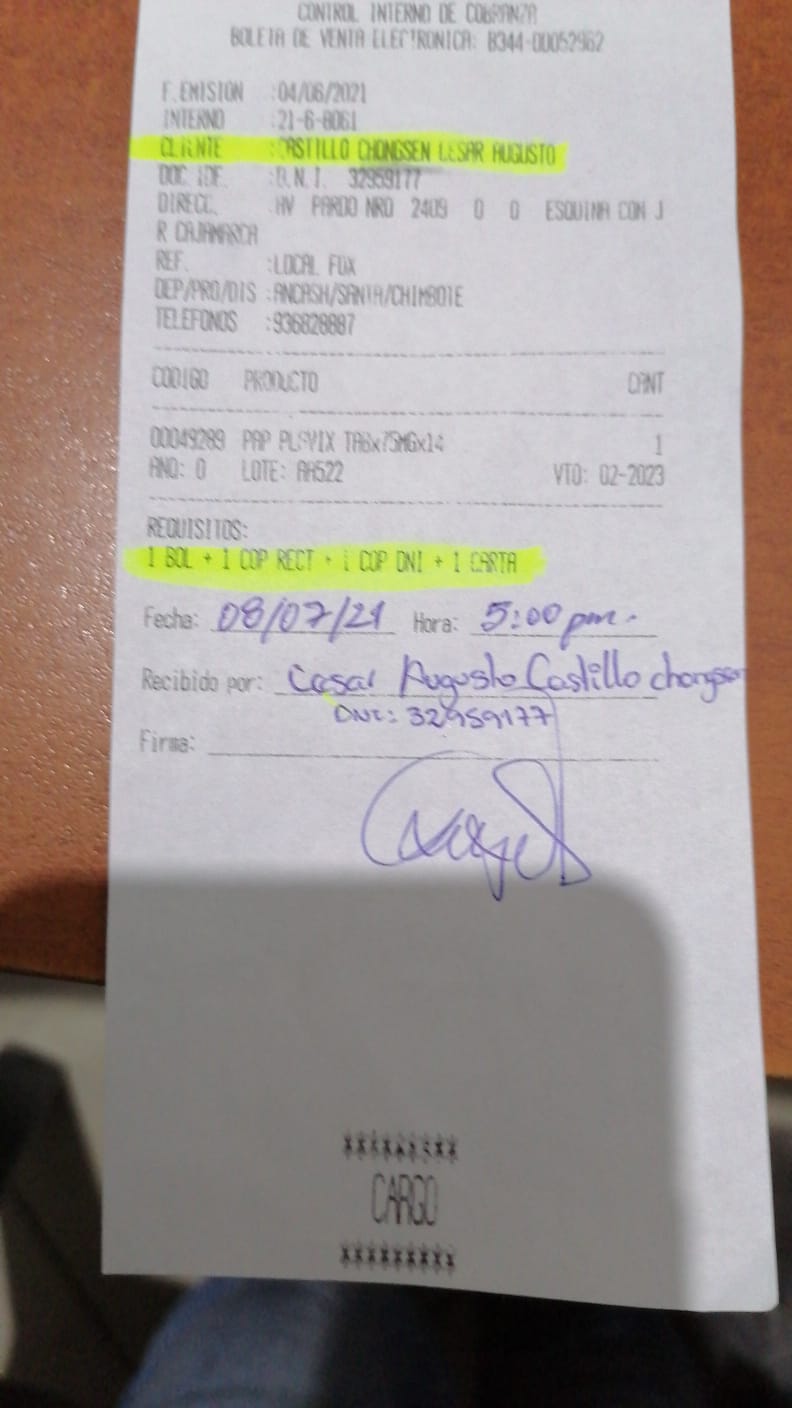 CONTROL INTERNO DE COBRANZA
BOLETA DE VENTA ELECTRONICA: B344-00052962
F.EMISION :04/06/2021
INTERNO :21-6-8061
CLIENTE :CASTILLO CHONGSEN CESAR AUGUSTO
DOC.IDE. :D.N.I. 32959177
DIRECC. :AV PARDO NRO 2409 0 0 ESQUINA CON J
R CAJAMARCA
REF. :LOCAL FOX
DEP/PRO/DIS :ANCASH/SANTA/CHIMBOTE
TELEFONOS :936828887
CODIGO PRODUCTO CANT
00049289 PAP PLAVIX TABx75MGx14 1
ANO: 0 LOTE: AA522 VTO: 02-2023
REQUISITOS:
1 BOL + 1 COP RECT + 1 COP DNI + 1 CARTA
Fecha: 08/07/21 Hora: 5:00 pm.
Recibido por: Cesar Augusto Castillo chongsen
DNI: 32959177
Firma:
xxxxxxxxx
CARGO
xxxxxxxxx